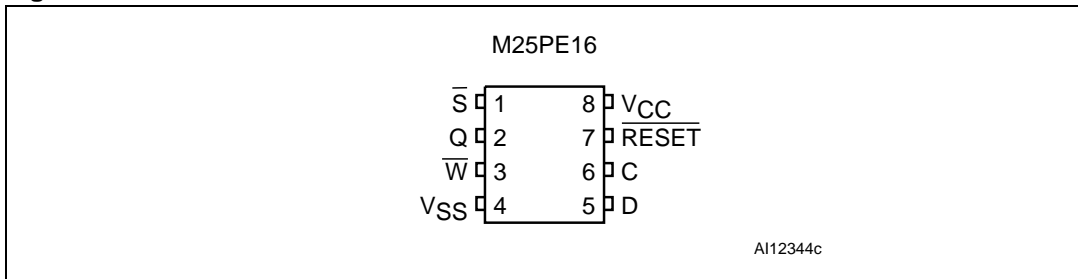 M25PE16
S 1 8 VCC
Q 2 7 RESET
W 3 6 C
VSS 4 5 D
AI12344c